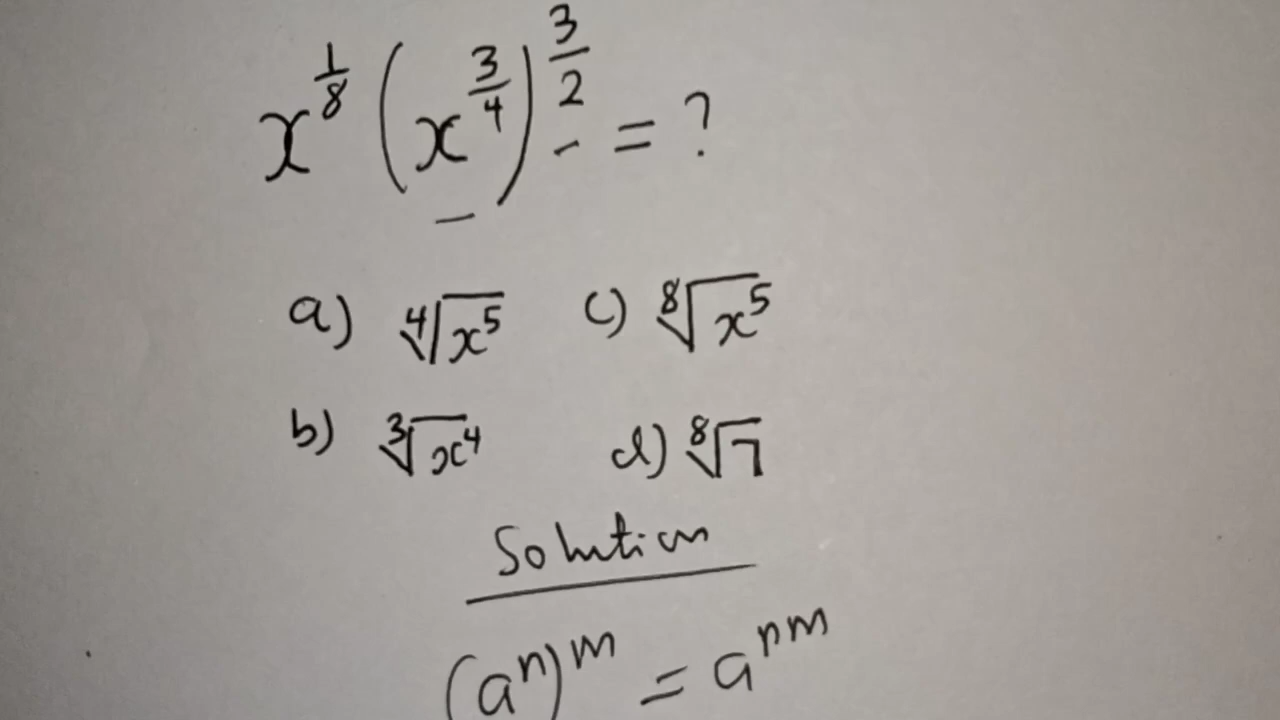 x^{1/8} (x^{3/4})^{3/2} = ?
a) ⁴√x⁵ c) ⁸√x⁵
b) ³√x⁴ d) ⁸√7
Solution
(aⁿ)ᵐ = aⁿᵐ